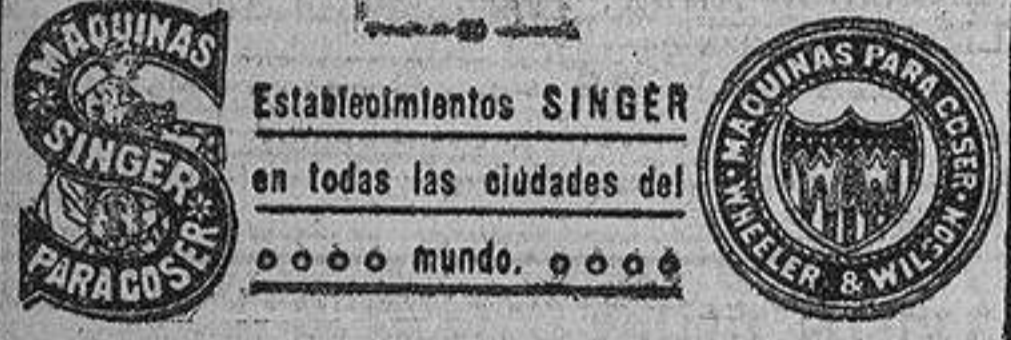 MAQUINAS
SINGER
PARA COSER
Establecimientos SINGER
en todas las ciudades del
mundo.
MAQUINAS PARA COSER
WHEELER & WILSON